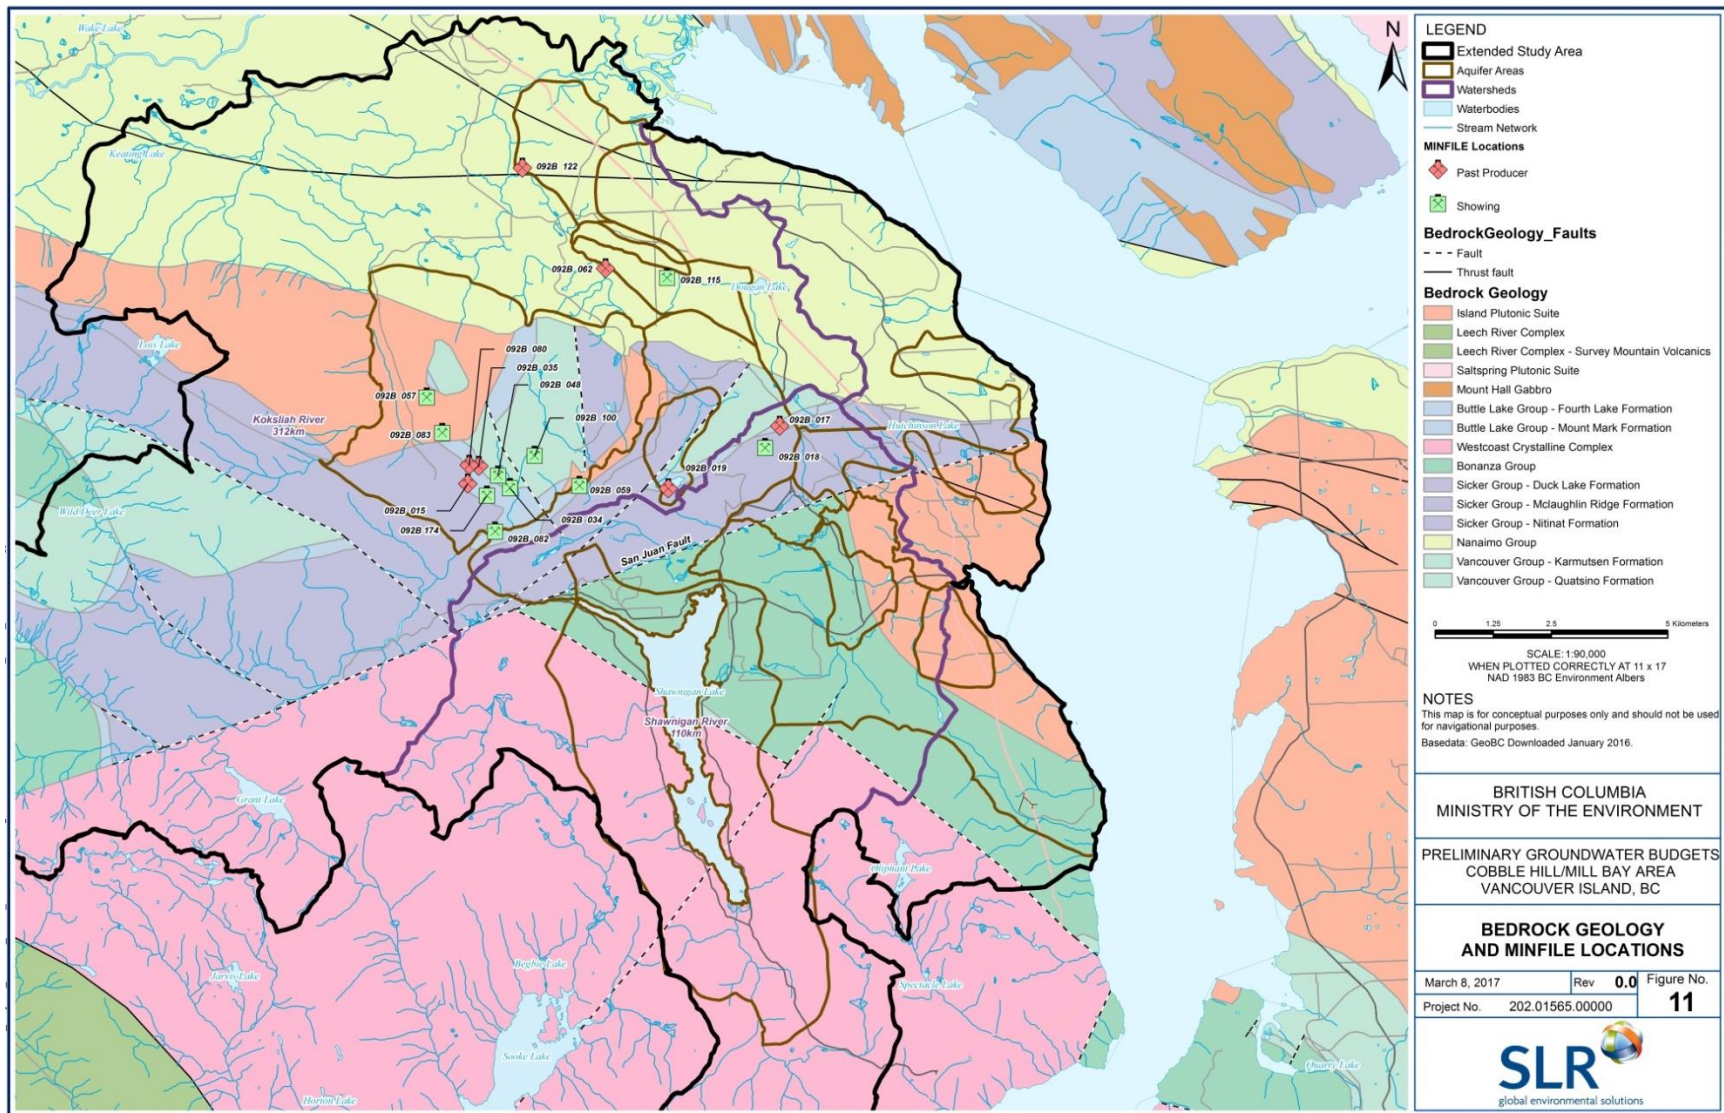 Wake Lake
Keating Lake
092B 122
092B 062
092B 115
Dougan Lake
Lois Lake
092B 080
092B 035
092B 048
092B 057
092B 100
Koksilah River
312km
092B 083
092B 017
Hutchinson Lake
092B 018
092B 019
092B 059
092B 015
Wild Deer Lake
092B 034
092B 174
092B 082
San Juan Fault
Shawnigan Lake
Shawnigan River
110km
Grant Lake
Oliphant Lake
Jarvis Lake
Begbie Lake
Spectacle Lake
Sooke Lake
Quarry Lake
Horton Lake
N
LEGEND
Extended Study Area
Aquifer Areas
Watersheds
Waterbodies
Stream Network
MINFILE Locations
Past Producer
Showing
BedrockGeology_Faults
Fault
Thrust fault
Bedrock Geology
Island Plutonic Suite
Leech River Complex
Leech River Complex - Survey Mountain Volcanics
Saltspring Plutonic Suite
Mount Hall Gabbro
Buttle Lake Group - Fourth Lake Formation
Buttle Lake Group - Mount Mark Formation
Westcoast Crystalline Complex
Bonanza Group
Sicker Group - Duck Lake Formation
Sicker Group - Mclaughlin Ridge Formation
Sicker Group - Nitinat Formation
Nanaimo Group
Vancouver Group - Karmutsen Formation
Vancouver Group - Quatsino Formation
0 1.25 2.5 5 Kilometers
SCALE: 1:90,000
WHEN PLOTTED CORRECTLY AT 11 x 17
NAD 1983 BC Environment Albers
NOTES
This map is for conceptual purposes only and should not be used
for navigational purposes.
Basedata: GeoBC Downloaded January 2016.
BRITISH COLUMBIA
MINISTRY OF THE ENVIRONMENT
PRELIMINARY GROUNDWATER BUDGETS
COBBLE HILL/MILL BAY AREA
VANCOUVER ISLAND, BC
BEDROCK GEOLOGY
AND MINFILE LOCATIONS
March 8, 2017
Rev 0.0
Figure No.
11
Project No. 202.01565.00000
SLR
global environmental solutions